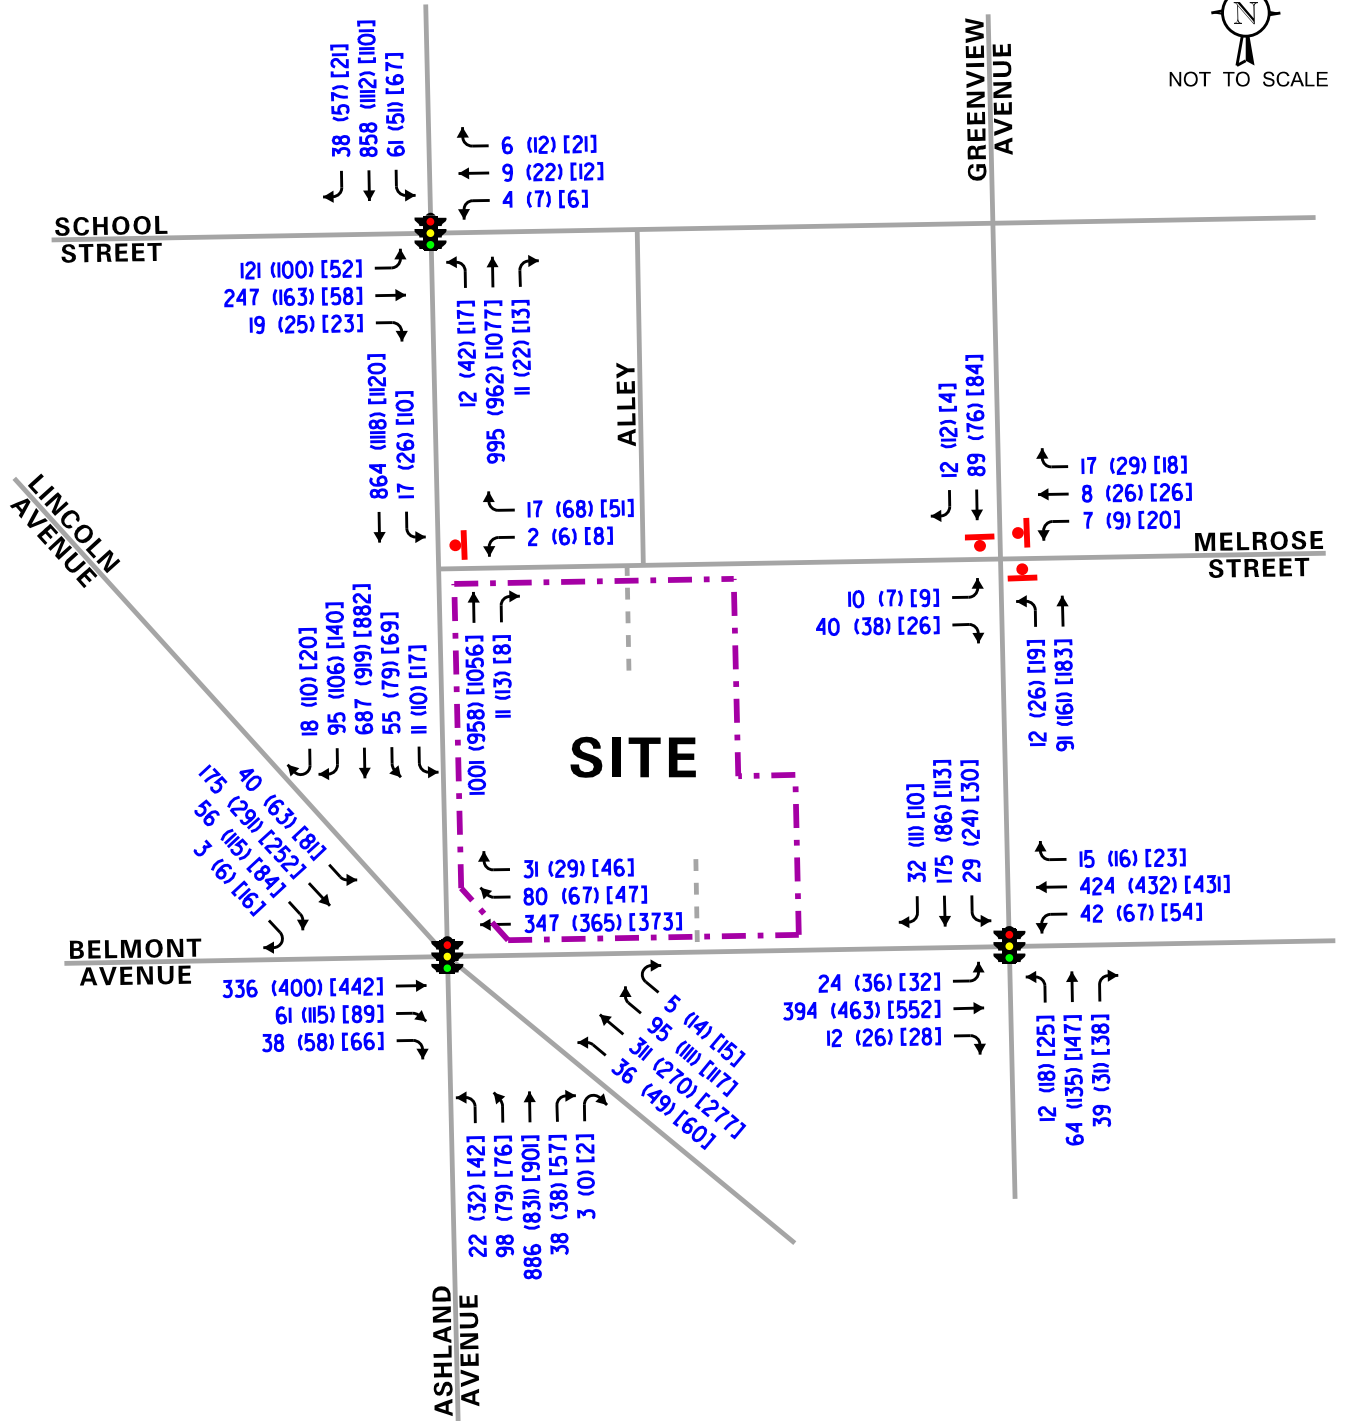 N
NOT TO SCALE
GREENVIEW
AVENUE
38 (57) [21]
858 (1112) [1101]
61 (51) [67]
6 (12) [21]
9 (22) [12]
4 (7) [6]
SCHOOL
STREET
121 (100) [52]
247 (163) [58]
19 (25) [23]
12 (42) [17]
995 (962) [1077]
11 (22) [13]
ALLEY
864 (1118) [1120]
17 (26) [10]
12 (12) [4]
89 (76) [84]
17 (29) [18]
8 (26) [26]
7 (9) [20]
LINCOLN
AVENUE
17 (68) [51]
2 (6) [8]
MELROSE
STREET
10 (7) [9]
40 (38) [26]
12 (26) [19]
91 (161) [183]
18 (10) [20]
95 (106) [140]
687 (919) [882]
55 (79) [69]
11 (10) [17]
1001 (958) [1056]
11 (13) [8]
SITE
40 (63) [81]
175 (291) [252]
56 (115) [84]
3 (6) [16]
32 (11) [10]
175 (86) [113]
29 (24) [30]
31 (29) [46]
80 (67) [47]
347 (365) [373]
15 (16) [23]
424 (432) [431]
42 (67) [54]
BELMONT
AVENUE
336 (400) [442]
61 (115) [89]
38 (58) [66]
5 (14) [15]
95 (111) [117]
311 (270) [277]
36 (49) [60]
24 (36) [32]
394 (463) [552]
12 (26) [28]
12 (18) [25]
64 (135) [147]
39 (31) [38]
22 (32) [42]
98 (79) [76]
886 (831) [901]
38 (38) [57]
3 (0) [2]
ASHLAND
AVENUE